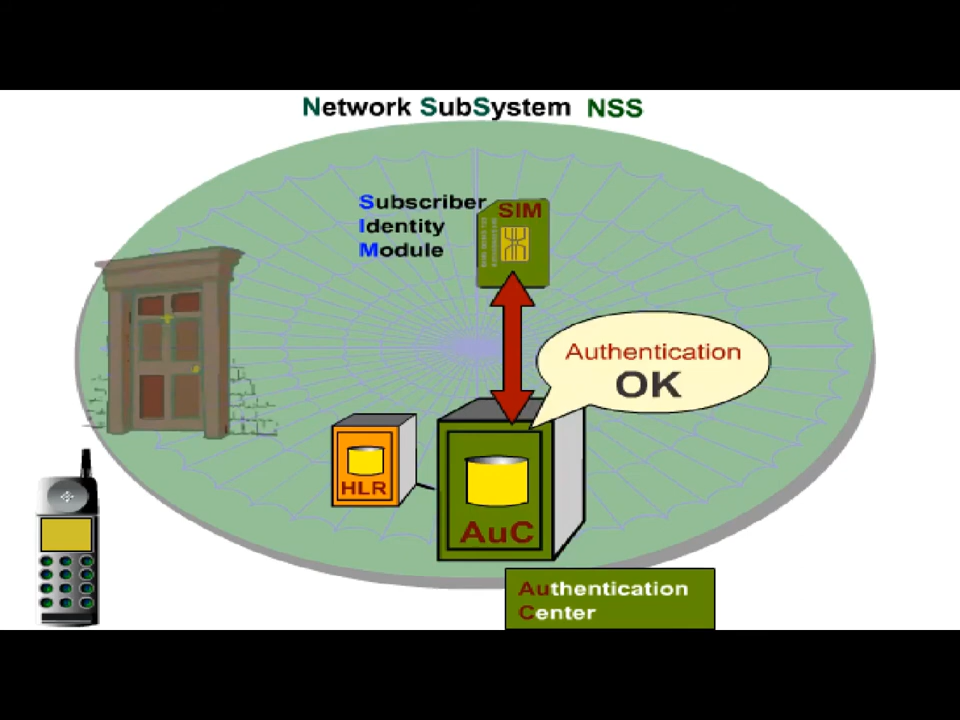 Network SubSystem NSS
Subscriber
Identity
Module
SIM
Authentication
OK
HLR
AuC
Authentication
Center